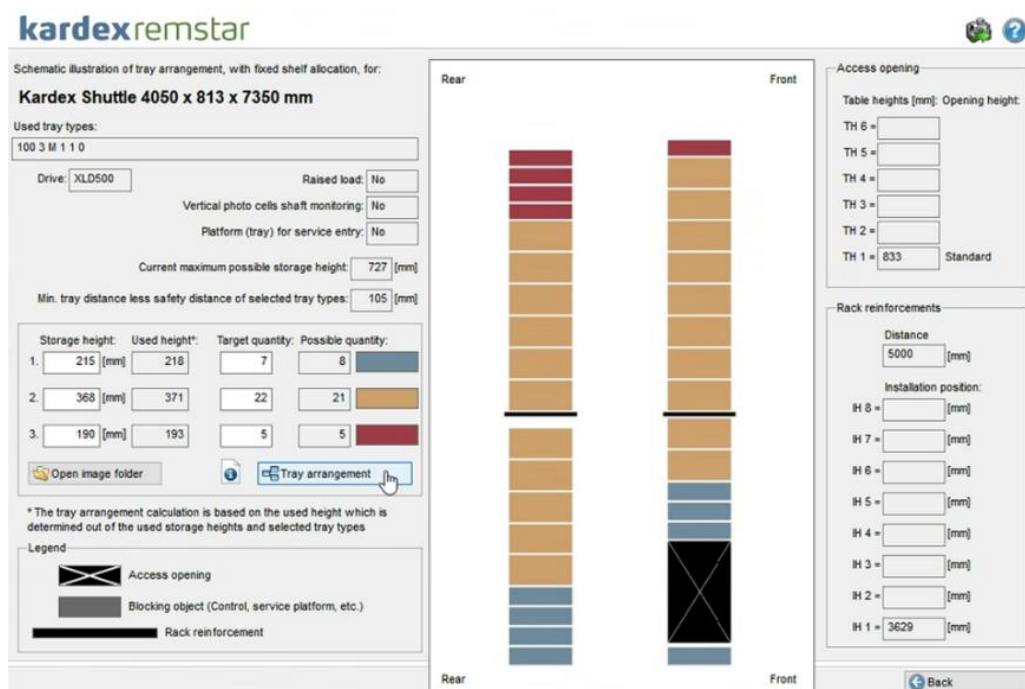 kardexremstar
Schematic illustration of tray arrangement, with fixed shelf allocation, for:
Kardex Shuttle 4050 x 813 x 7350 mm
Used tray types:
100 3 M 1 1 0
Drive: XLD500
Raised load: No
Vertical photo cells shaft monitoring: No
Platform (tray) for service entry: No
Current maximum possible storage height: 727 [mm]
Min. tray distance less safety distance of selected tray types: 105 [mm]
Storage height: Used height*: Target quantity: Possible quantity:
1. 215 [mm] 218 7 8
2. 368 [mm] 371 22 21
3. 190 [mm] 193 5 5
Open image folder
Tray arrangement
* The tray arrangement calculation is based on the used height which is
determined out of the used storage heights and selected tray types
Legend
Access opening
Blocking object (Control, service platform, etc.)
Rack reinforcement
Rear Front
Rear Front
Access opening
Table heights [mm]: Opening height:
TH 6 =
TH 5 =
TH 4 =
TH 3 =
TH 2 =
TH 1 = 833 Standard
Rack reinforcements
Distance
5000 [mm]
Installation position:
IH 8 = [mm]
IH 7 = [mm]
IH 6 = [mm]
IH 5 = [mm]
IH 4 = [mm]
IH 3 = [mm]
IH 2 = [mm]
IH 1 = 3629 [mm]
Back